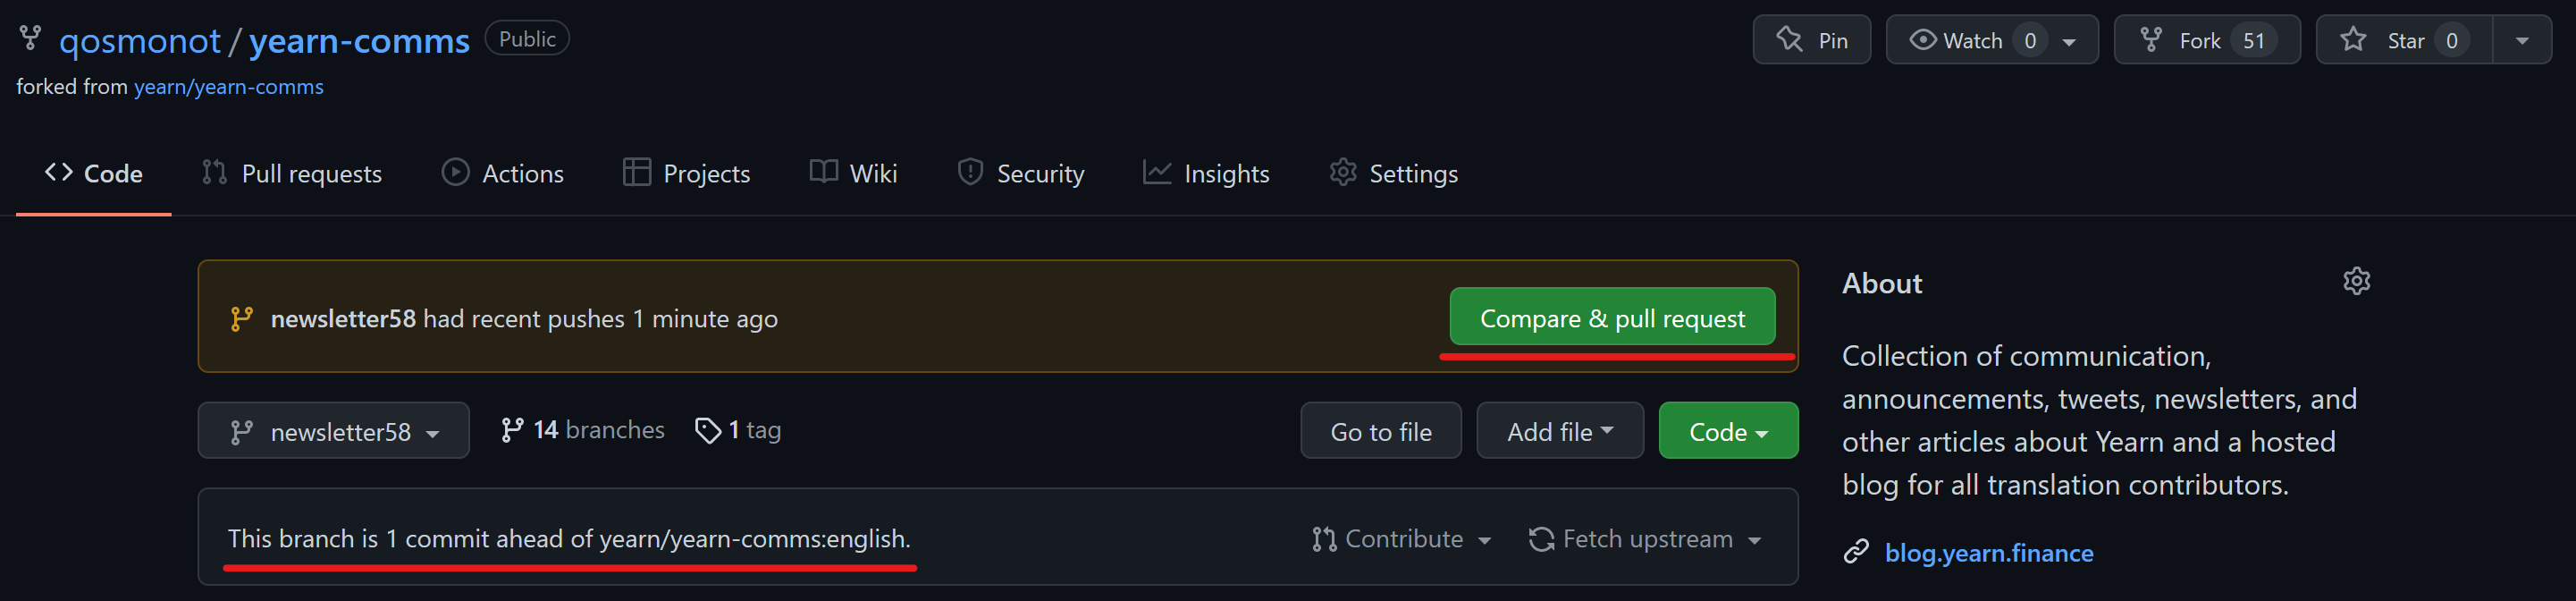 qosmonot / yearn-comms Public Pin Watch 0 Fork 51 Star 0
forked from yearn/yearn-comms
Code Pull requests Actions Projects Wiki Security Insights Settings
newsletter58 had recent pushes 1 minute ago Compare & pull request
newsletter58 14 branches 1 tag Go to file Add file Code
This branch is 1 commit ahead of yearn/yearn-comms:english. Contribute Fetch upstream
About
Collection of communication,
announcements, tweets, newsletters, and
other articles about Yearn and a hosted
blog for all translation contributors.
blog.yearn.finance